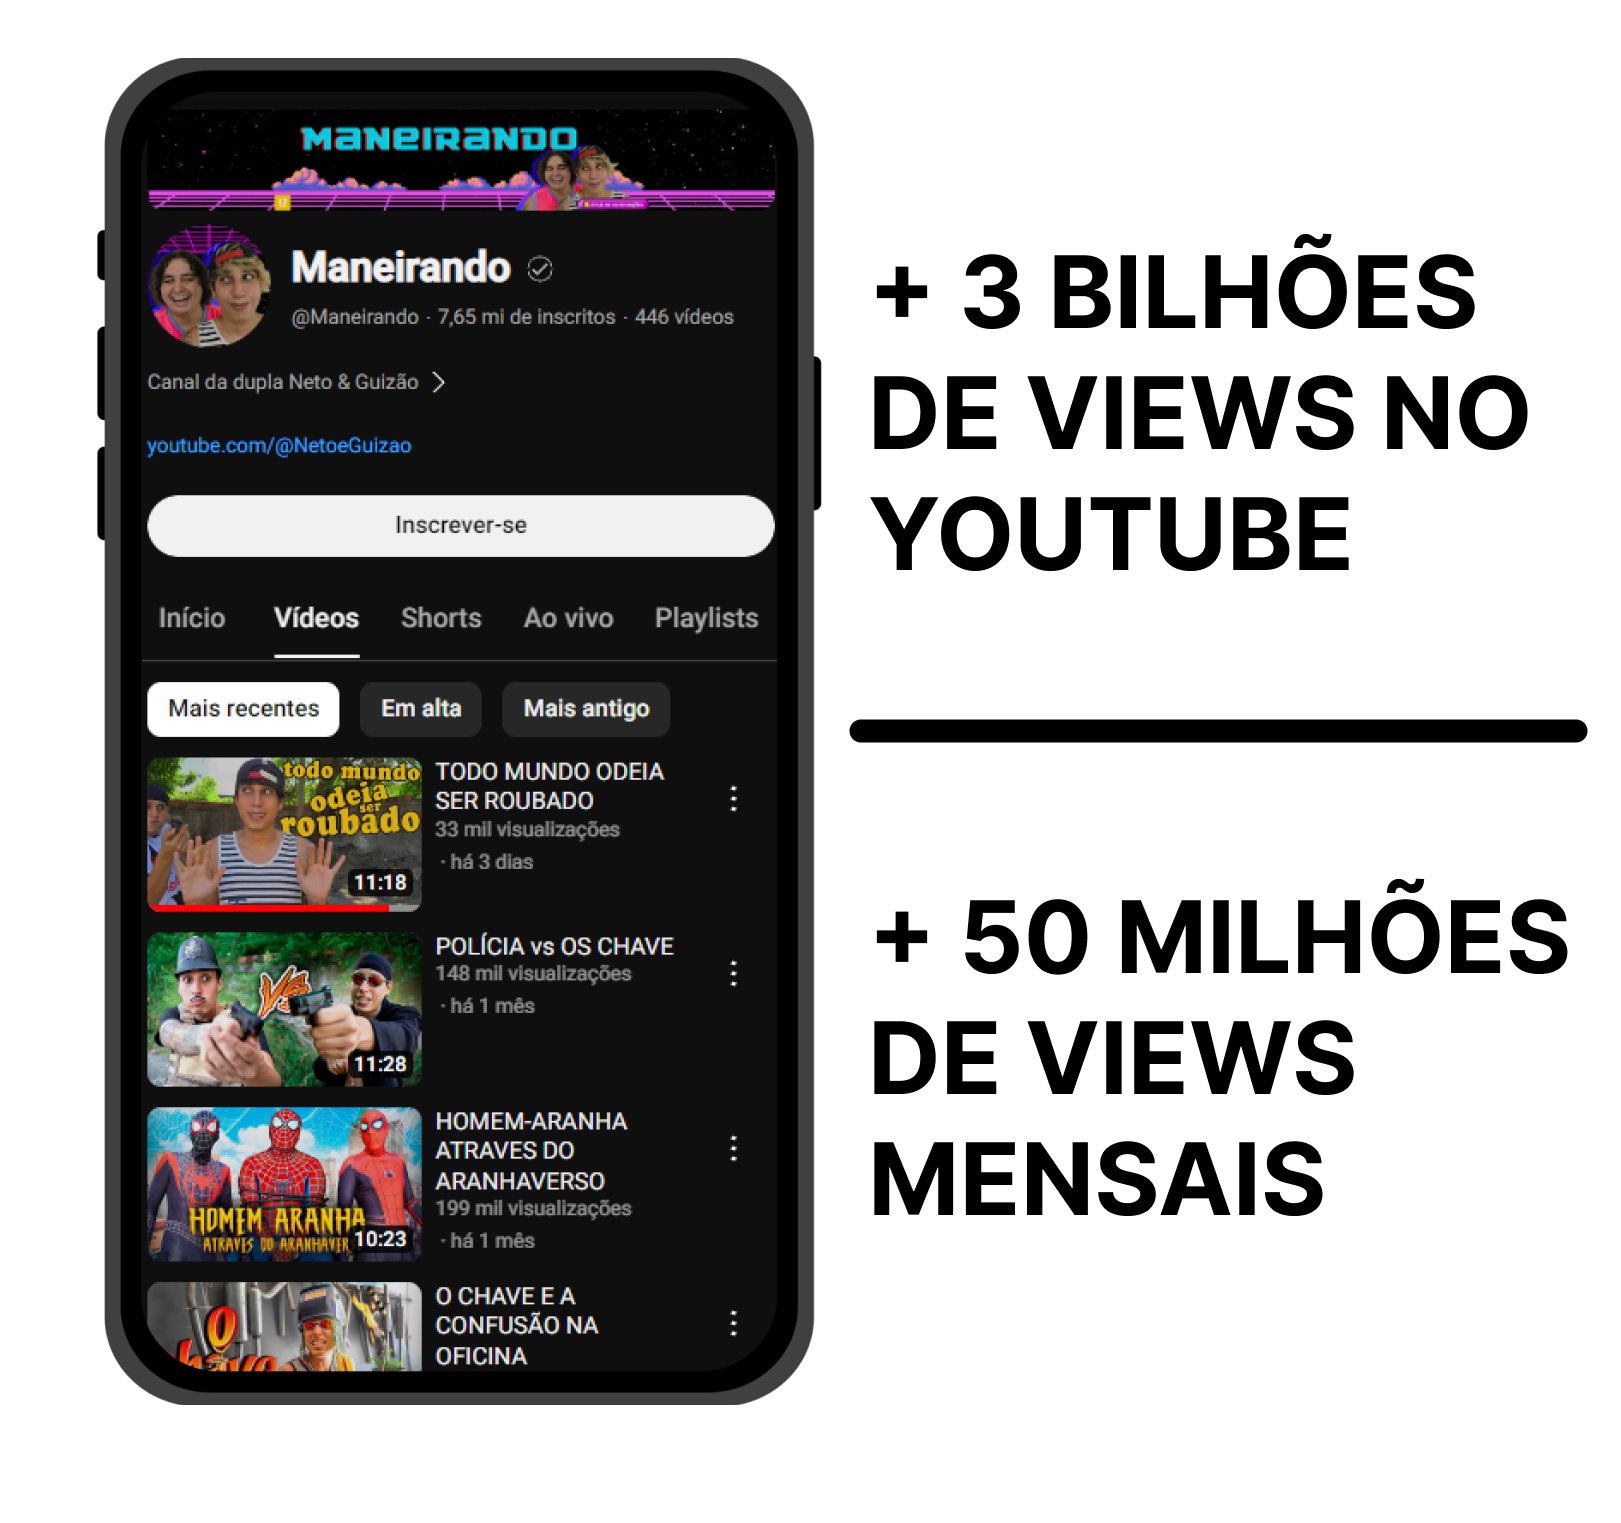 MANEIRANDO
12
Maneirando
@Maneirando · 7,65 mi de inscritos · 446 vídeos
Canal da dupla Neto & Guizão
youtube.com/@NetoeGuizao
Inscrever-se
Início Vídeos Shorts Ao vivo Playlists
Mais recentes Em alta Mais antigo
todo mundo
odeia
ser
roubado
11:18
TODO MUNDO ODEIA
SER ROUBADO
33 mil visualizações
· há 3 dias
VS
11:28
POLÍCIA vs OS CHAVE
148 mil visualizações
· há 1 mês
HOMEM ARANHA
ATRAVES DO ARANHAVER
10:23
HOMEM-ARANHA
ATRAVES DO
ARANHAVERSO
199 mil visualizações
· há 1 mês
O
O CHAVE E A
CONFUSÃO NA
OFICINA
+ 3 BILHÕES
DE VIEWS NO
YOUTUBE
+ 50 MILHÕES
DE VIEWS
MENSAIS